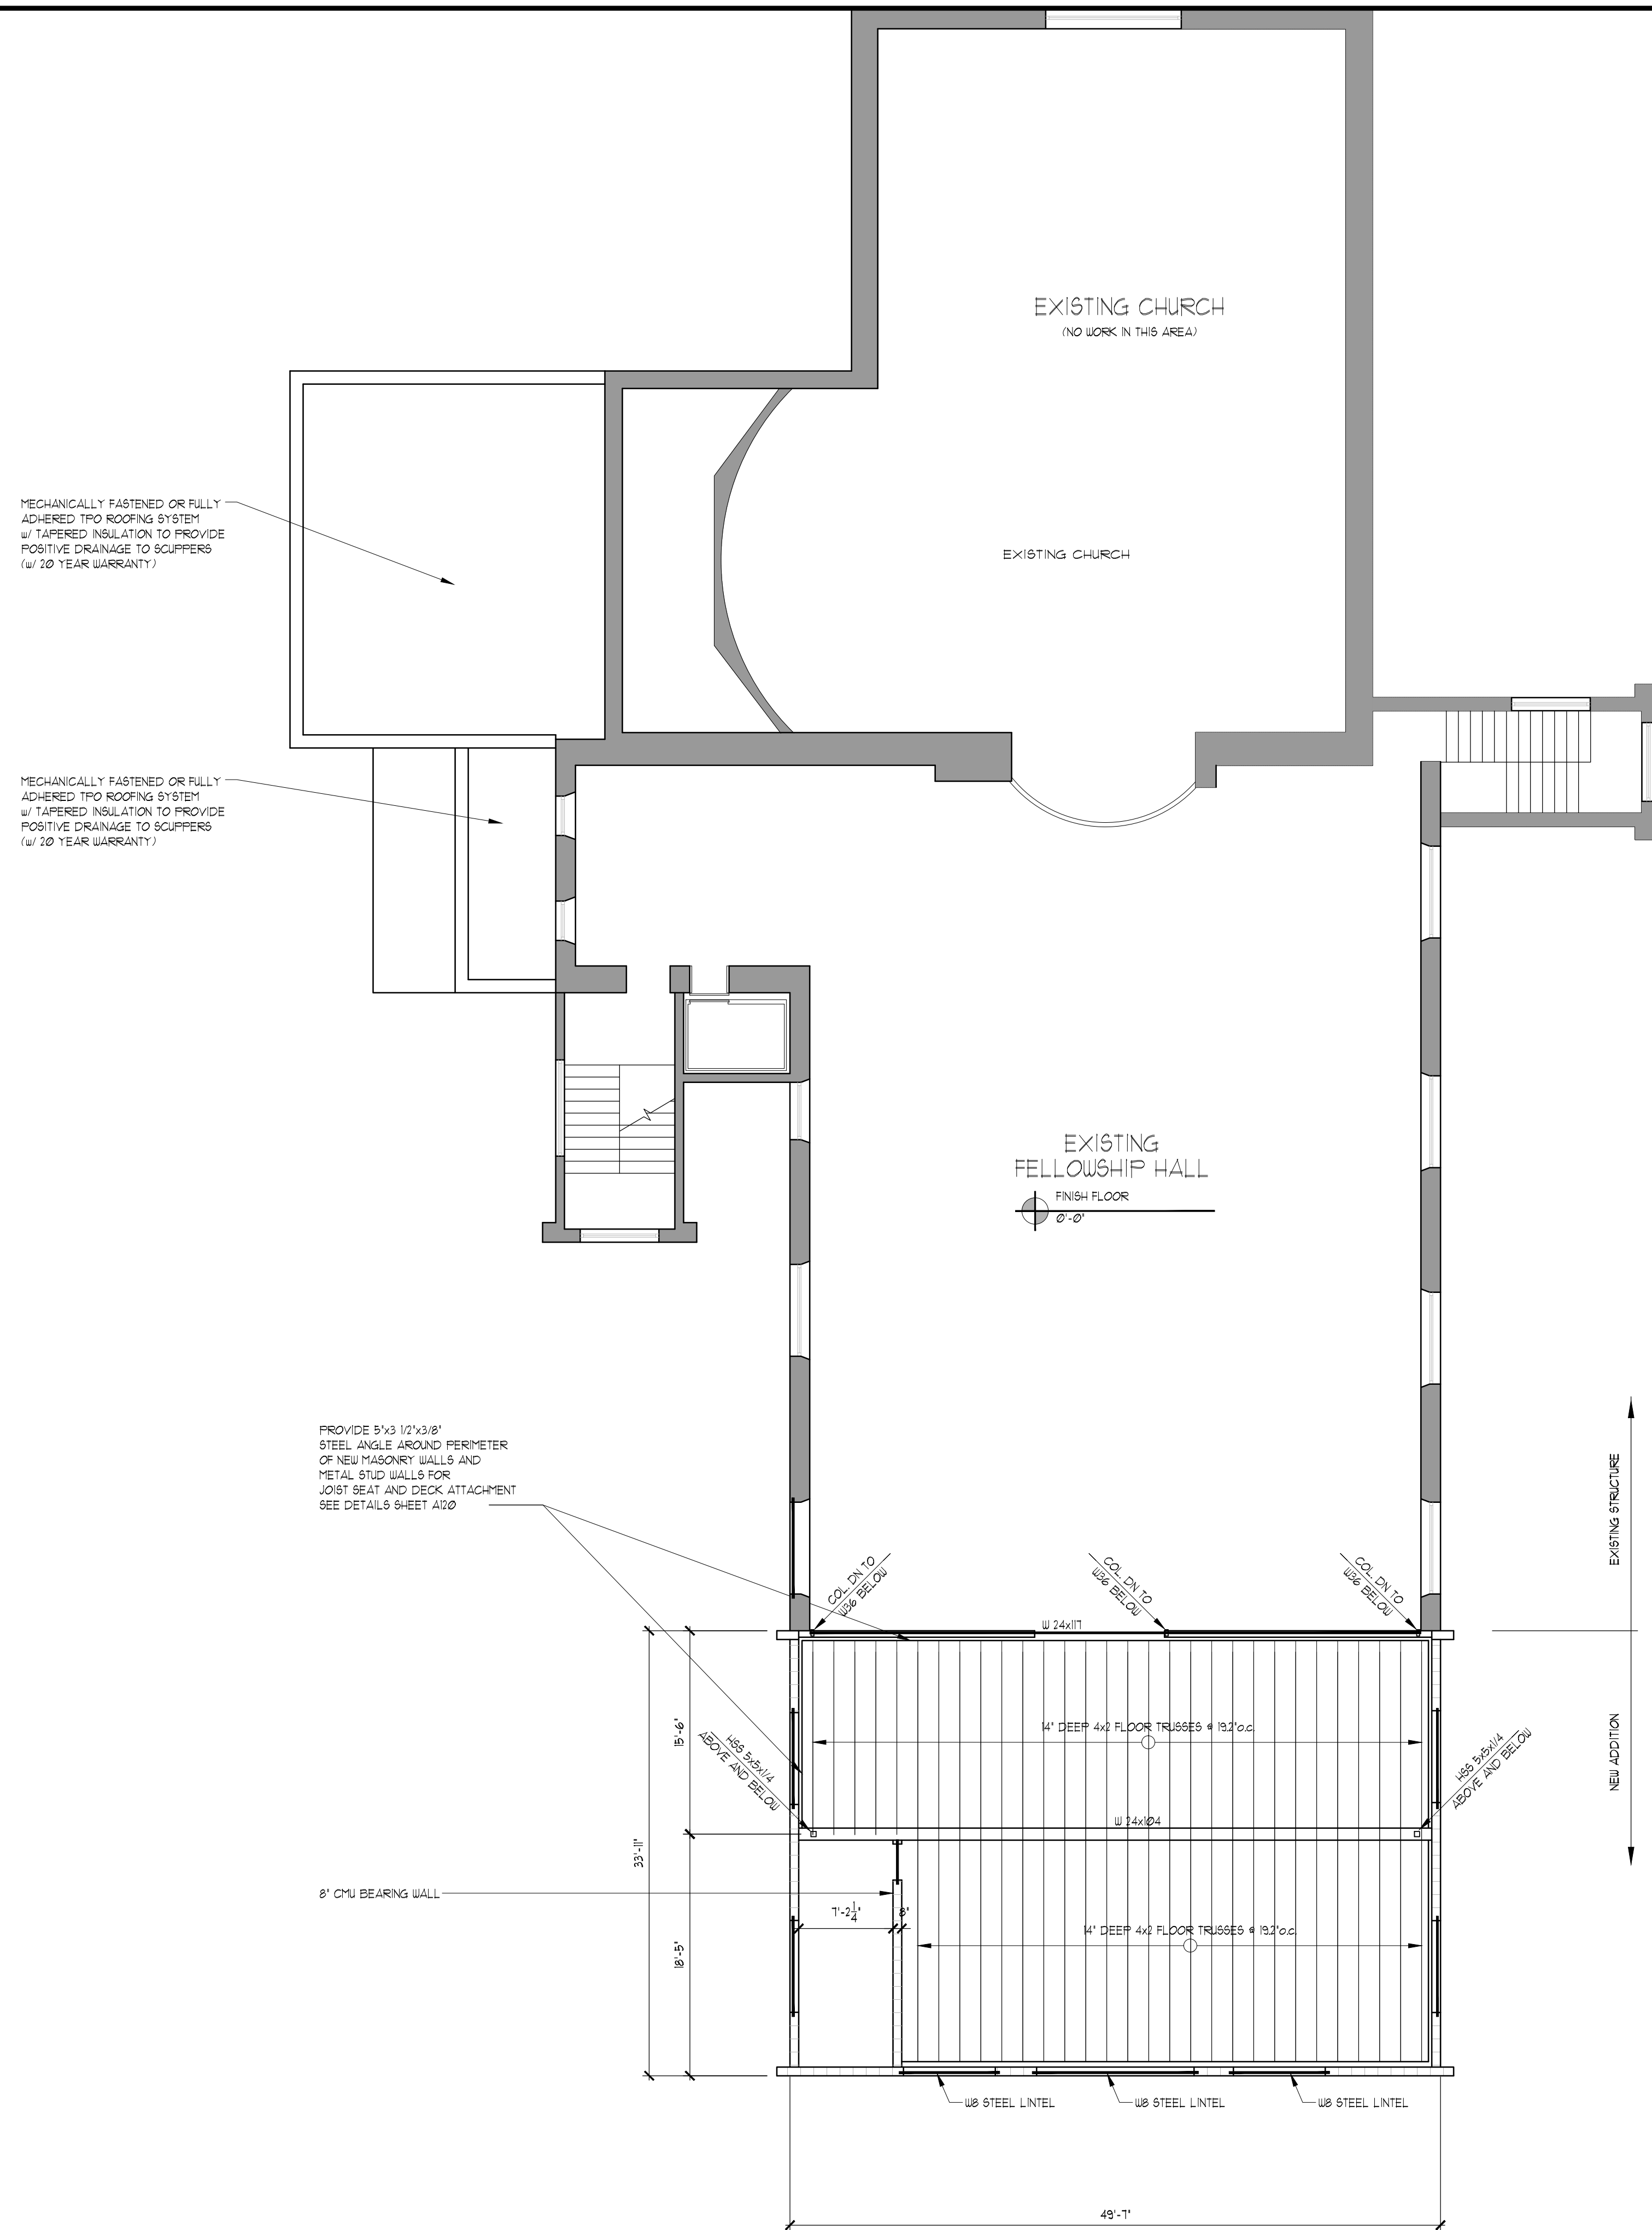 EXISTING CHURCH
(NO WORK IN THIS AREA)
MECHANICALLY FASTENED OR FULLY
ADHERED TPO ROOFING SYSTEM
w/ TAPERED INSULATION TO PROVIDE
POSITIVE DRAINAGE TO SCUPPERS
(w/ 20 YEAR WARRANTY)
EXISTING CHURCH
MECHANICALLY FASTENED OR FULLY
ADHERED TPO ROOFING SYSTEM
w/ TAPERED INSULATION TO PROVIDE
POSITIVE DRAINAGE TO SCUPPERS
(w/ 20 YEAR WARRANTY)
EXISTING
FELLOWSHIP HALL
FINISH FLOOR
0'-0"
PROVIDE 5"x3 1/2"x3/8"
STEEL ANGLE AROUND PERIMETER
OF NEW MASONRY WALLS AND
METAL STUD WALLS FOR
JOIST SEAT AND DECK ATTACHMENT
SEE DETAILS SHEET A120
EXISTING STRUCTURE
COL. DN TO
W36 BELOW
COL. DN TO
W36 BELOW
COL. DN TO
W36 BELOW
W 24x117
15'-6"
14" DEEP 4x2 FLOOR TRUSSES @ 19.2"o.c.
NEW ADDITION
HSS 5x5x1/4
ABOVE AND BELOW
HSS 5x5x1/4
ABOVE AND BELOW
W 24x104
33'-11"
8" CMU BEARING WALL
7'-2 1/4"
8"
14" DEEP 4x2 FLOOR TRUSSES @ 19.2"o.c.
18'-5"
W8 STEEL LINTEL
W8 STEEL LINTEL
W8 STEEL LINTEL
49'-7"